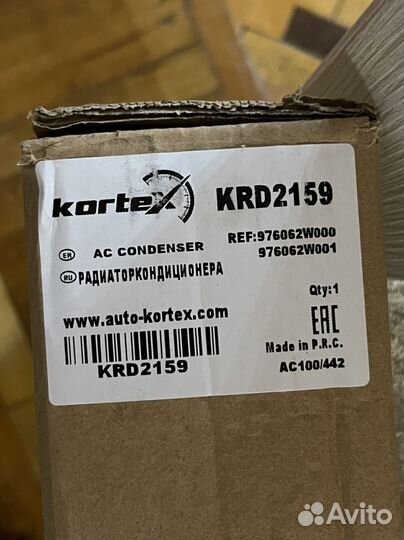 kortex KRD2159
REF:976062W000
976062W001
EN AC CONDENSER
RU РАДИАТОРКОНДИЦИОНЕРА
Qty:1
www.auto-kortex.com
EAC
Made in P.R.C.
KRD2159
AC100/442
Avito